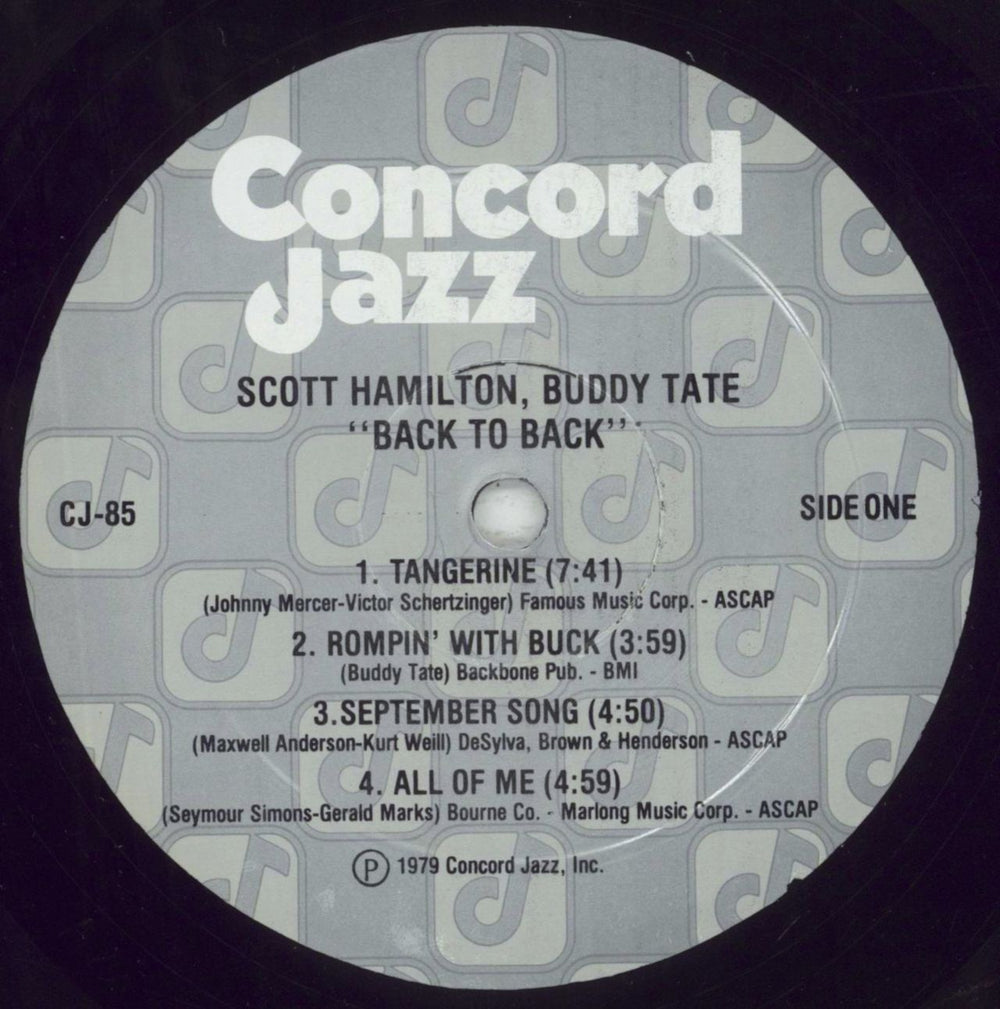 Concord
Jazz
SCOTT HAMILTON, BUDDY TATE
“BACK TO BACK”
CJ-85
SIDE ONE
1. TANGERINE (7:41)
(Johnny Mercer-Victor Schertzinger) Famous Music Corp. - ASCAP
2. ROMPIN’ WITH BUCK (3:59)
(Buddy Tate) Backbone Pub. - BMI
3.SEPTEMBER SONG (4:50)
(Maxwell Anderson-Kurt Weill) DeSylva, Brown & Henderson - ASCAP
4. ALL OF ME (4:59)
(Seymour Simons-Gerald Marks) Bourne Co. - Marlong Music Corp. - ASCAP
Ⓟ 1979 Concord Jazz, Inc.